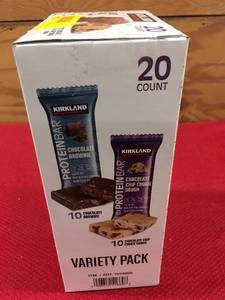 20
COUNT
KIRKLAND
PROTEIN BAR
CHOCOLATE
BROWNIE
KIRKLAND
PROTEIN BAR
CHOCOLATE
CHIP COOKIE
DOUGH
10 CHOCOLATE
BROWNIE
10 CHOCOLATE CHIP
COOKIE DOUGH
VARIETY PACK